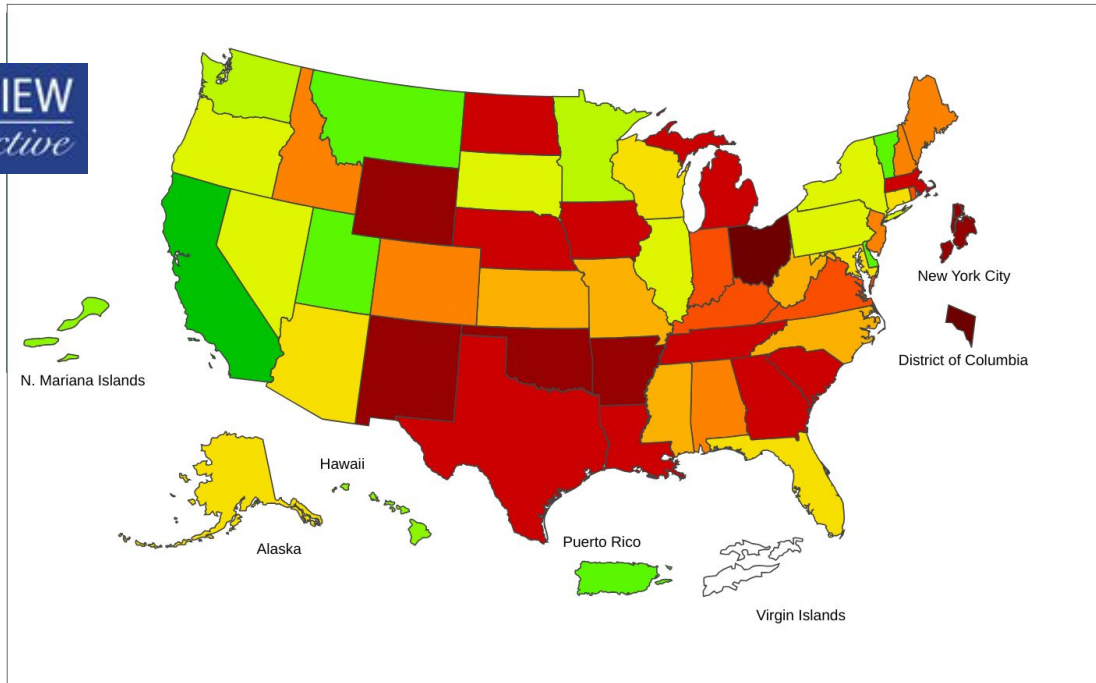 IEW
ctive
New York City
District of Columbia
N. Mariana Islands
Hawaii
Alaska
Puerto Rico
Virgin Islands